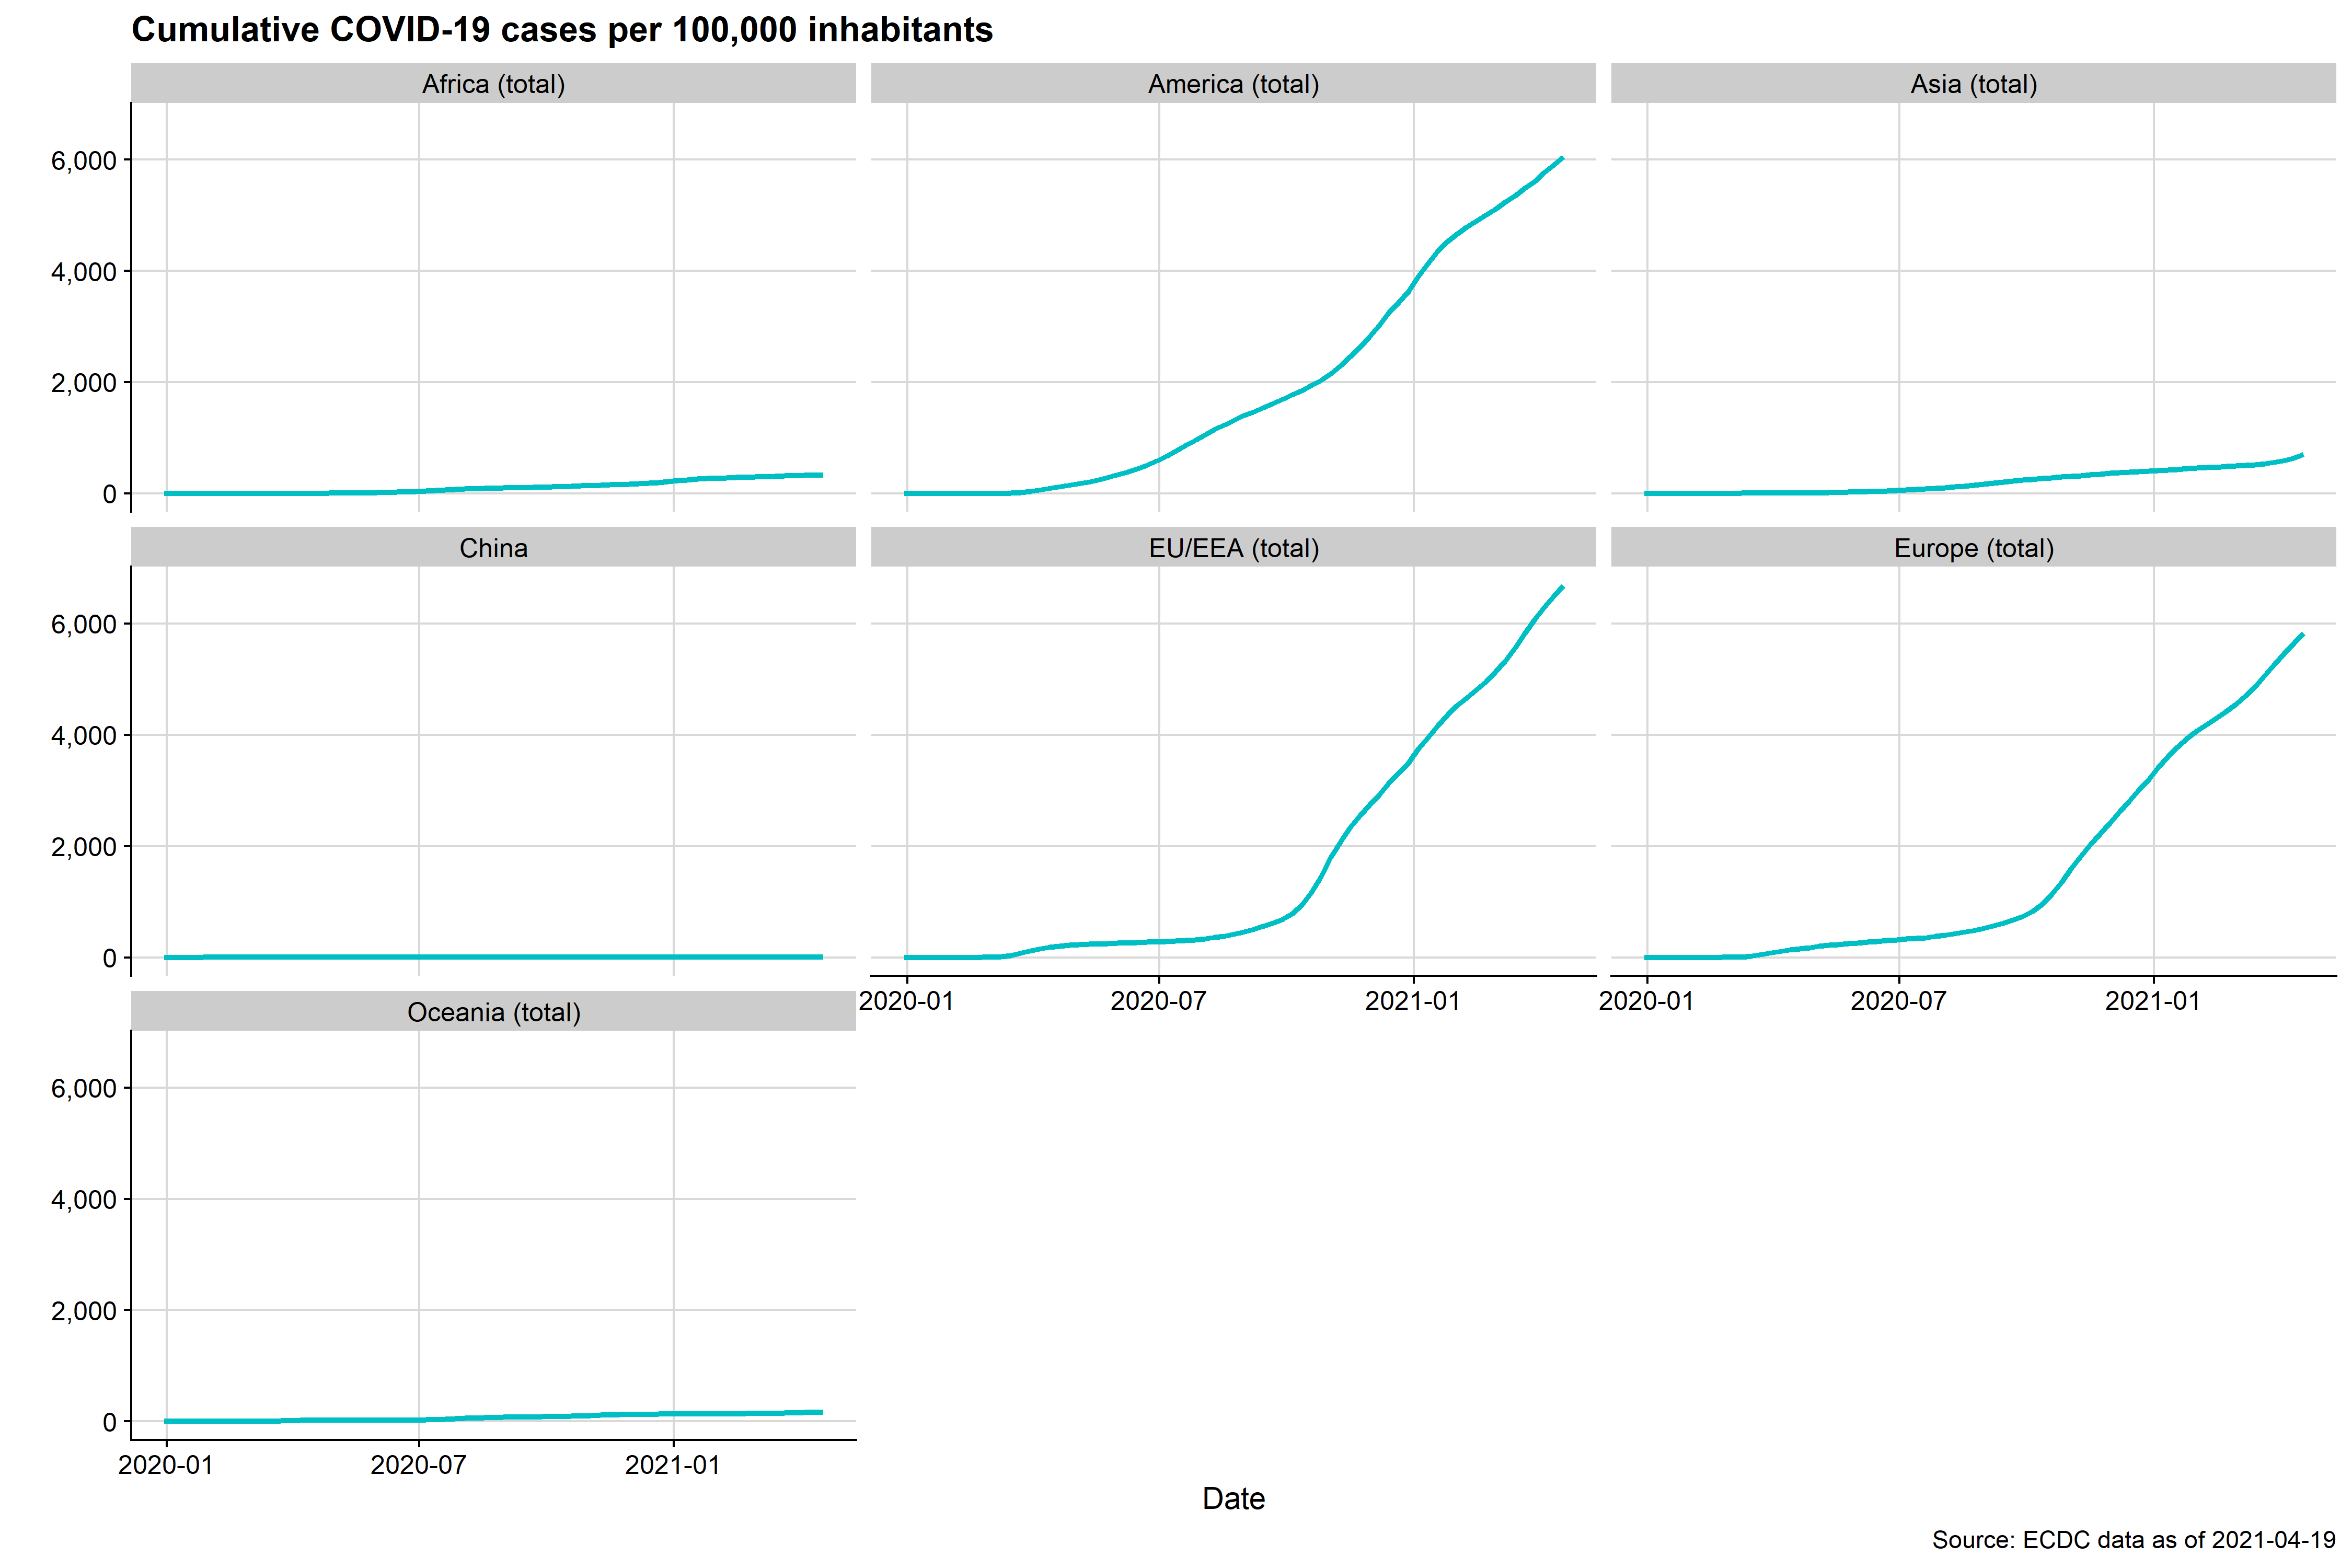 Cumulative COVID-19 cases per 100,000 inhabitants
Africa (total)
America (total)
Asia (total)
6,000
4,000
2,000
0
China
EU/EEA (total)
Europe (total)
6,000
4,000
2,000
0
2020-01
2020-07
2021-01
2020-01
2020-07
2021-01
Oceania (total)
6,000
4,000
2,000
0
2020-01
2020-07
2021-01
Date
Source: ECDC data as of 2021-04-19